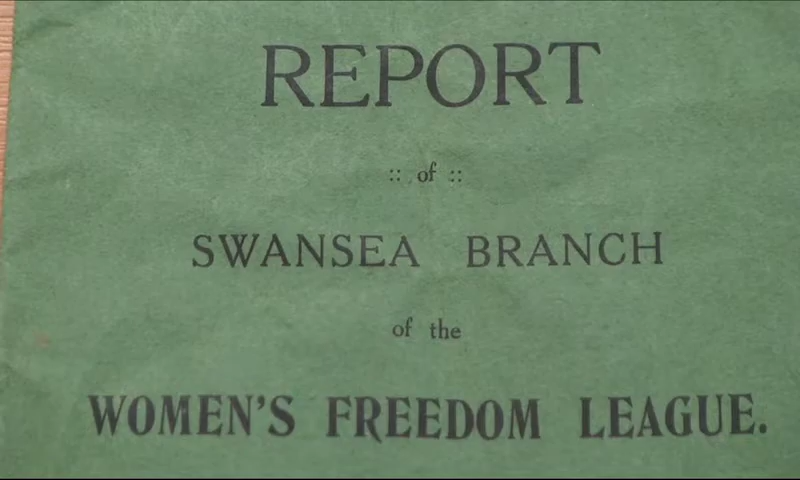 REPORT
:: of ::
SWANSEA BRANCH
of the
WOMEN'S FREEDOM LEAGUE.